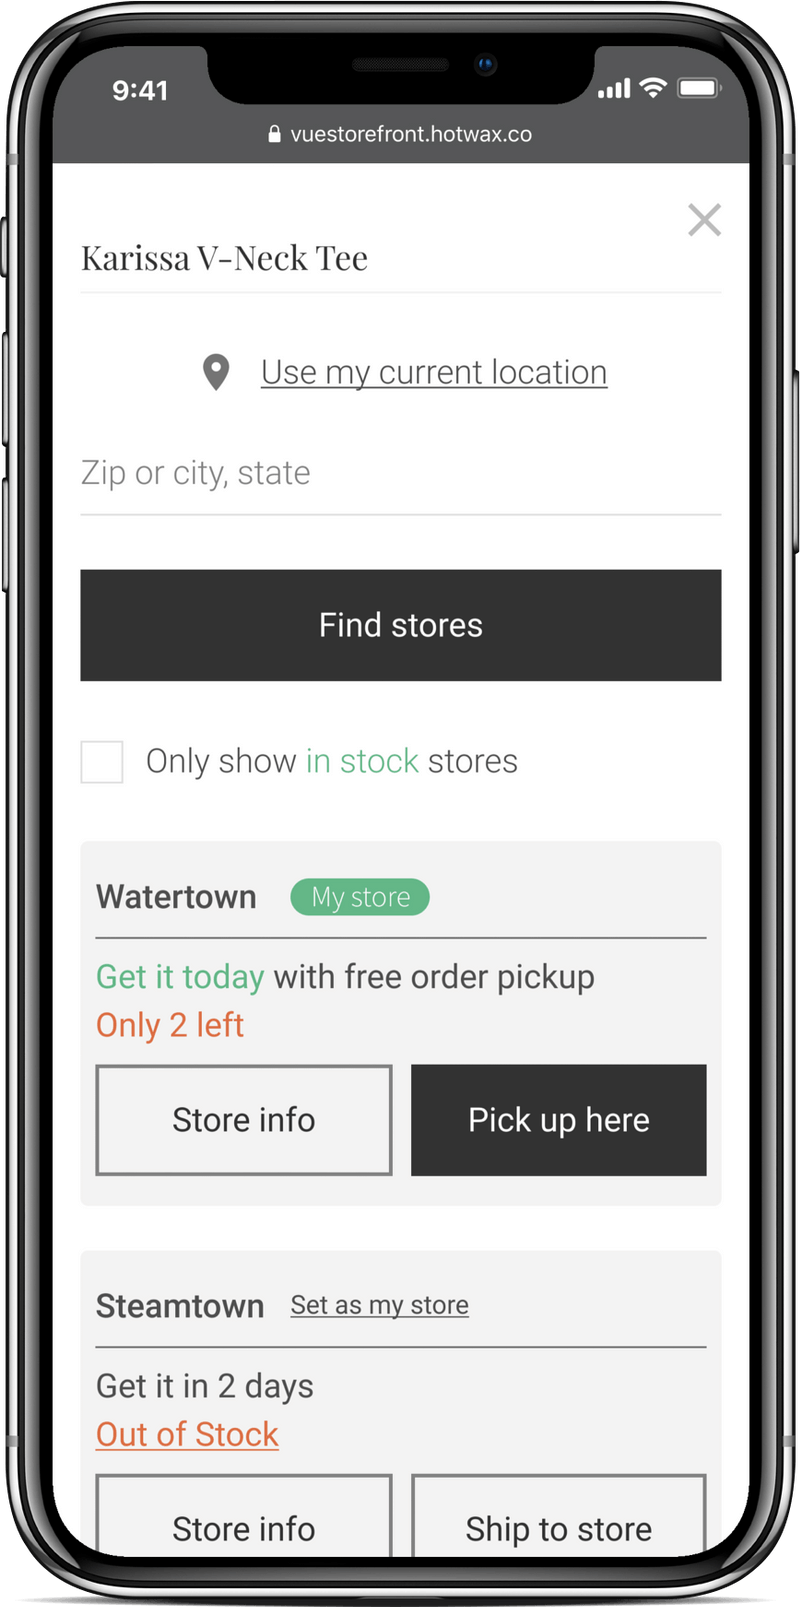 9:41
vuestorefront.hotwax.co
Karissa V-Neck Tee
Use my current location
Zip or city, state
Find stores
Only show in stock stores
Watertown My store
Get it today with free order pickup
Only 2 left
Store info Pick up here
Steamtown Set as my store
Get it in 2 days
Out of Stock
Store info Ship to store